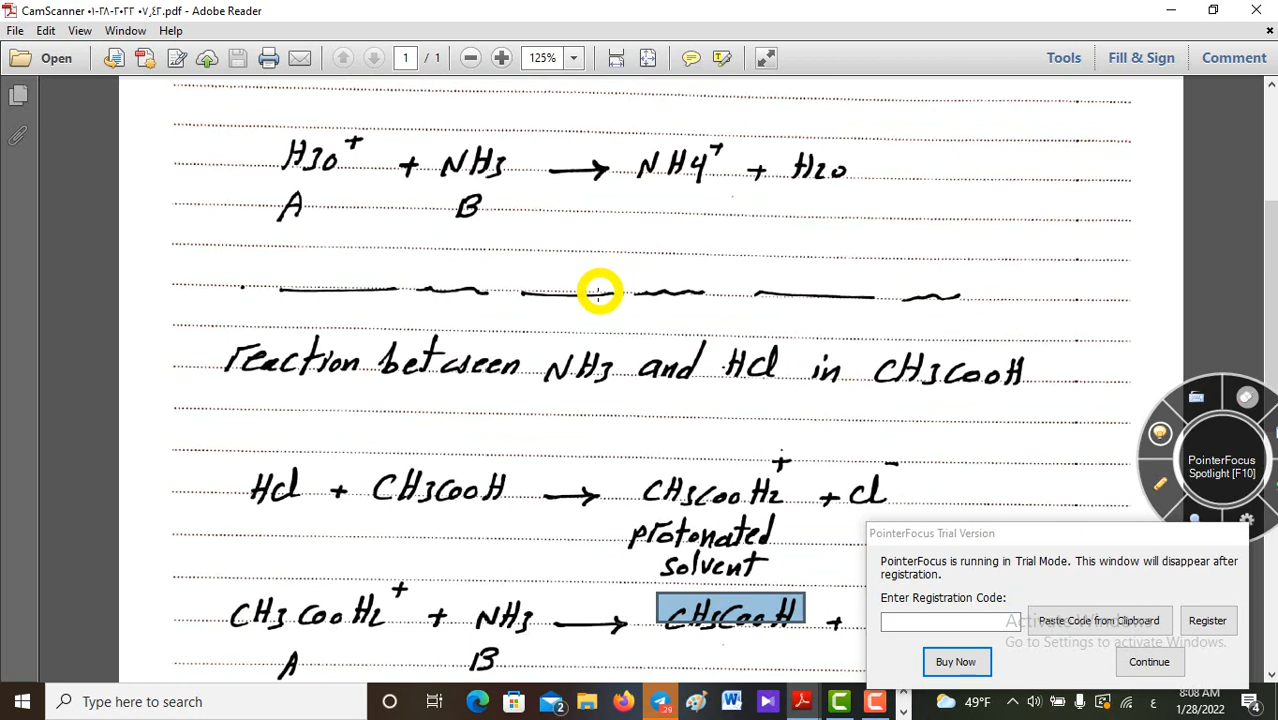 CamScanner ٠١-٢٨-٢٠٢٢ ٠٧,٤٢.pdf - Adobe Reader
File Edit View Window Help
Open 1 / 1 125% Tools Fill & Sign Comment
H3O+ + NH3 → NH4+ + H2O
A B
reaction between NH3 and HCl in CH3COOH
HCl + CH3COOH → CH3COOH2+ + Cl-
protonated
solvent
CH3COOH2+ + NH3 → CH3COOH +
A B
PointerFocus
Spotlight [F10]
PointerFocus Trial Version
PointerFocus is running in Trial Mode. This window will disappear after
registration.
Enter Registration Code:
Paste Code from Clipboard Register
Activate Windows
Go to Settings to activate Windows.
Buy Now Continue
Type here to search
2 29 49°F ع 8:08 AM
1/28/2022 4